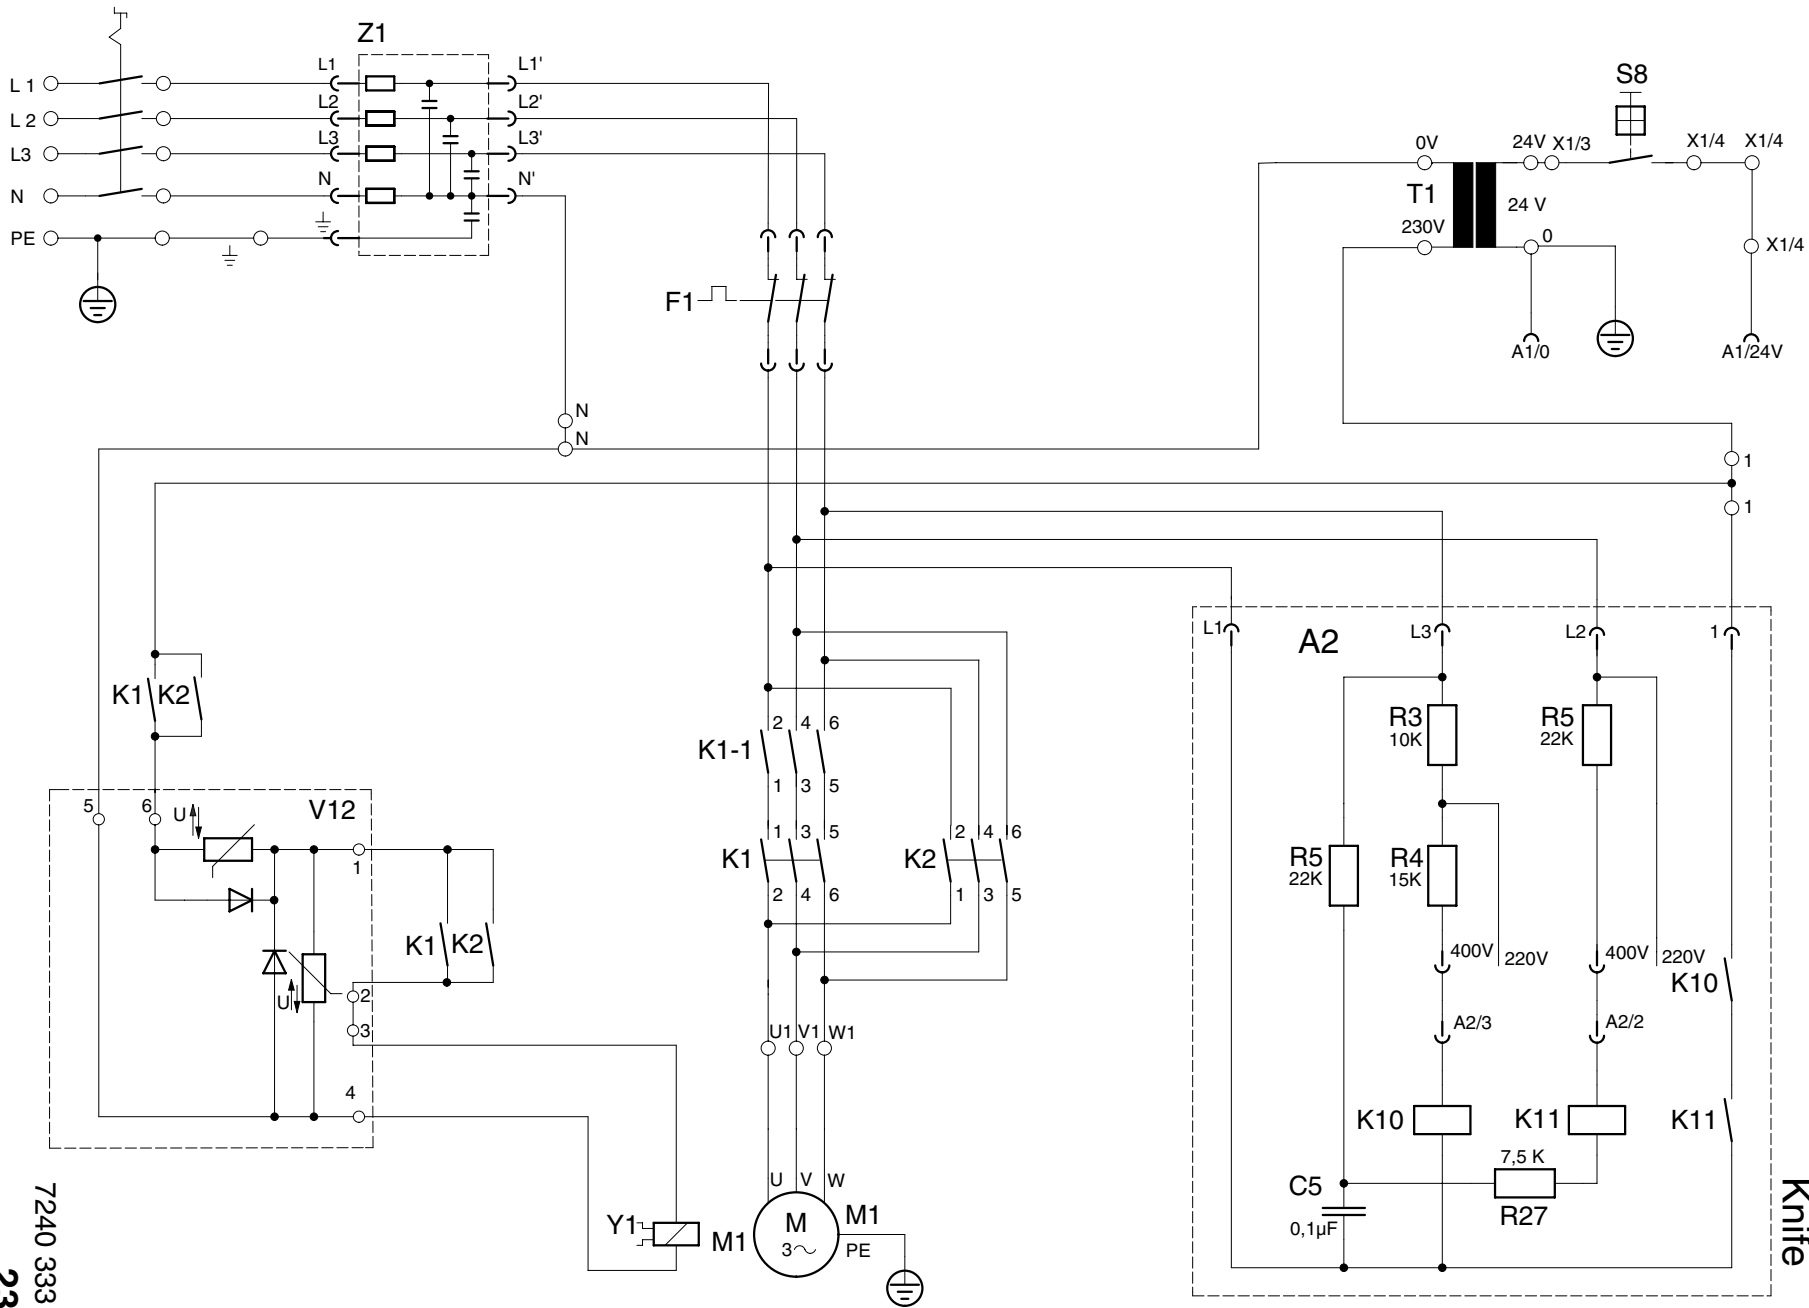 Z1
L1 L1'
L 1
L2 L2'
L 2
L3 L3'
L3
N N'
N
PE
S8
0V 24V X1/3 X1/4 X1/4
T1
24 V
230V 0 X1/4
F1
A1/0 A1/24V
N
N
1
1
L1 A2 L3 L2 1
K1 K2
2 4 6
K1-1
1 3 5
R3
10K
R5
22K
5 6 U V12
1 3 5 2 4 6
K1 K2
2 4 6 1 3 5
1
R5
22K
R4
15K
K1 K2
400V 220V 400V 220V
K10
U 2
3
A2/3 A2/2
U1 V1 W1
4
K10 K11 K11
7,5 K
R27
C5
0,1µF
U V W
Y1 M1 M
3 M1
PE
Knife
7240 333
23